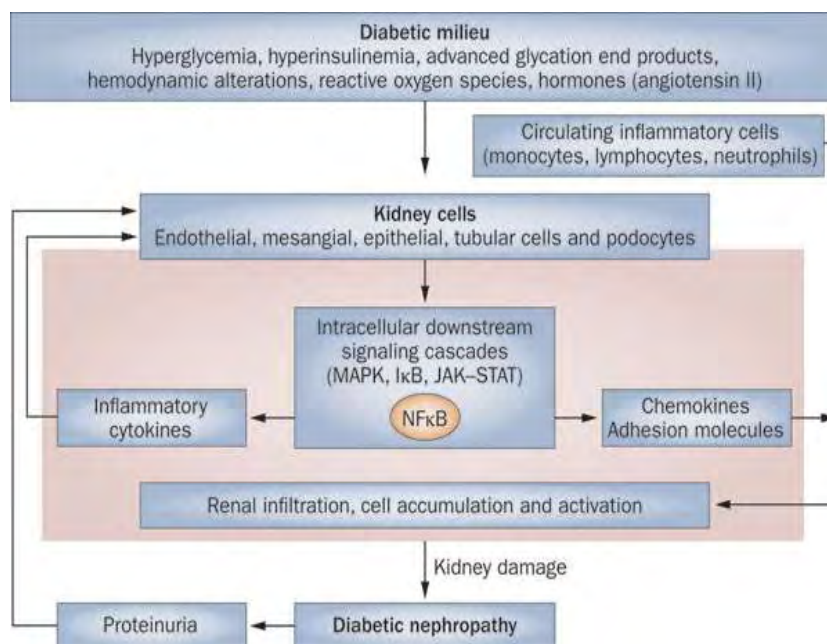 Diabetic milieu
Hyperglycemia, hyperinsulinemia, advanced glycation end products,
hemodynamic alterations, reactive oxygen species, hormones (angiotensin II)
Circulating inflammatory cells
(monocytes, lymphocytes, neutrophils)
Kidney cells
Endothelial, mesangial, epithelial, tubular cells and podocytes
Intracellular downstream
signaling cascades
(MAPK, IκB, JAK–STAT)
NFκB
Inflammatory
cytokines
Chemokines
Adhesion molecules
Renal infiltration, cell accumulation and activation
Kidney damage
Proteinuria
Diabetic nephropathy